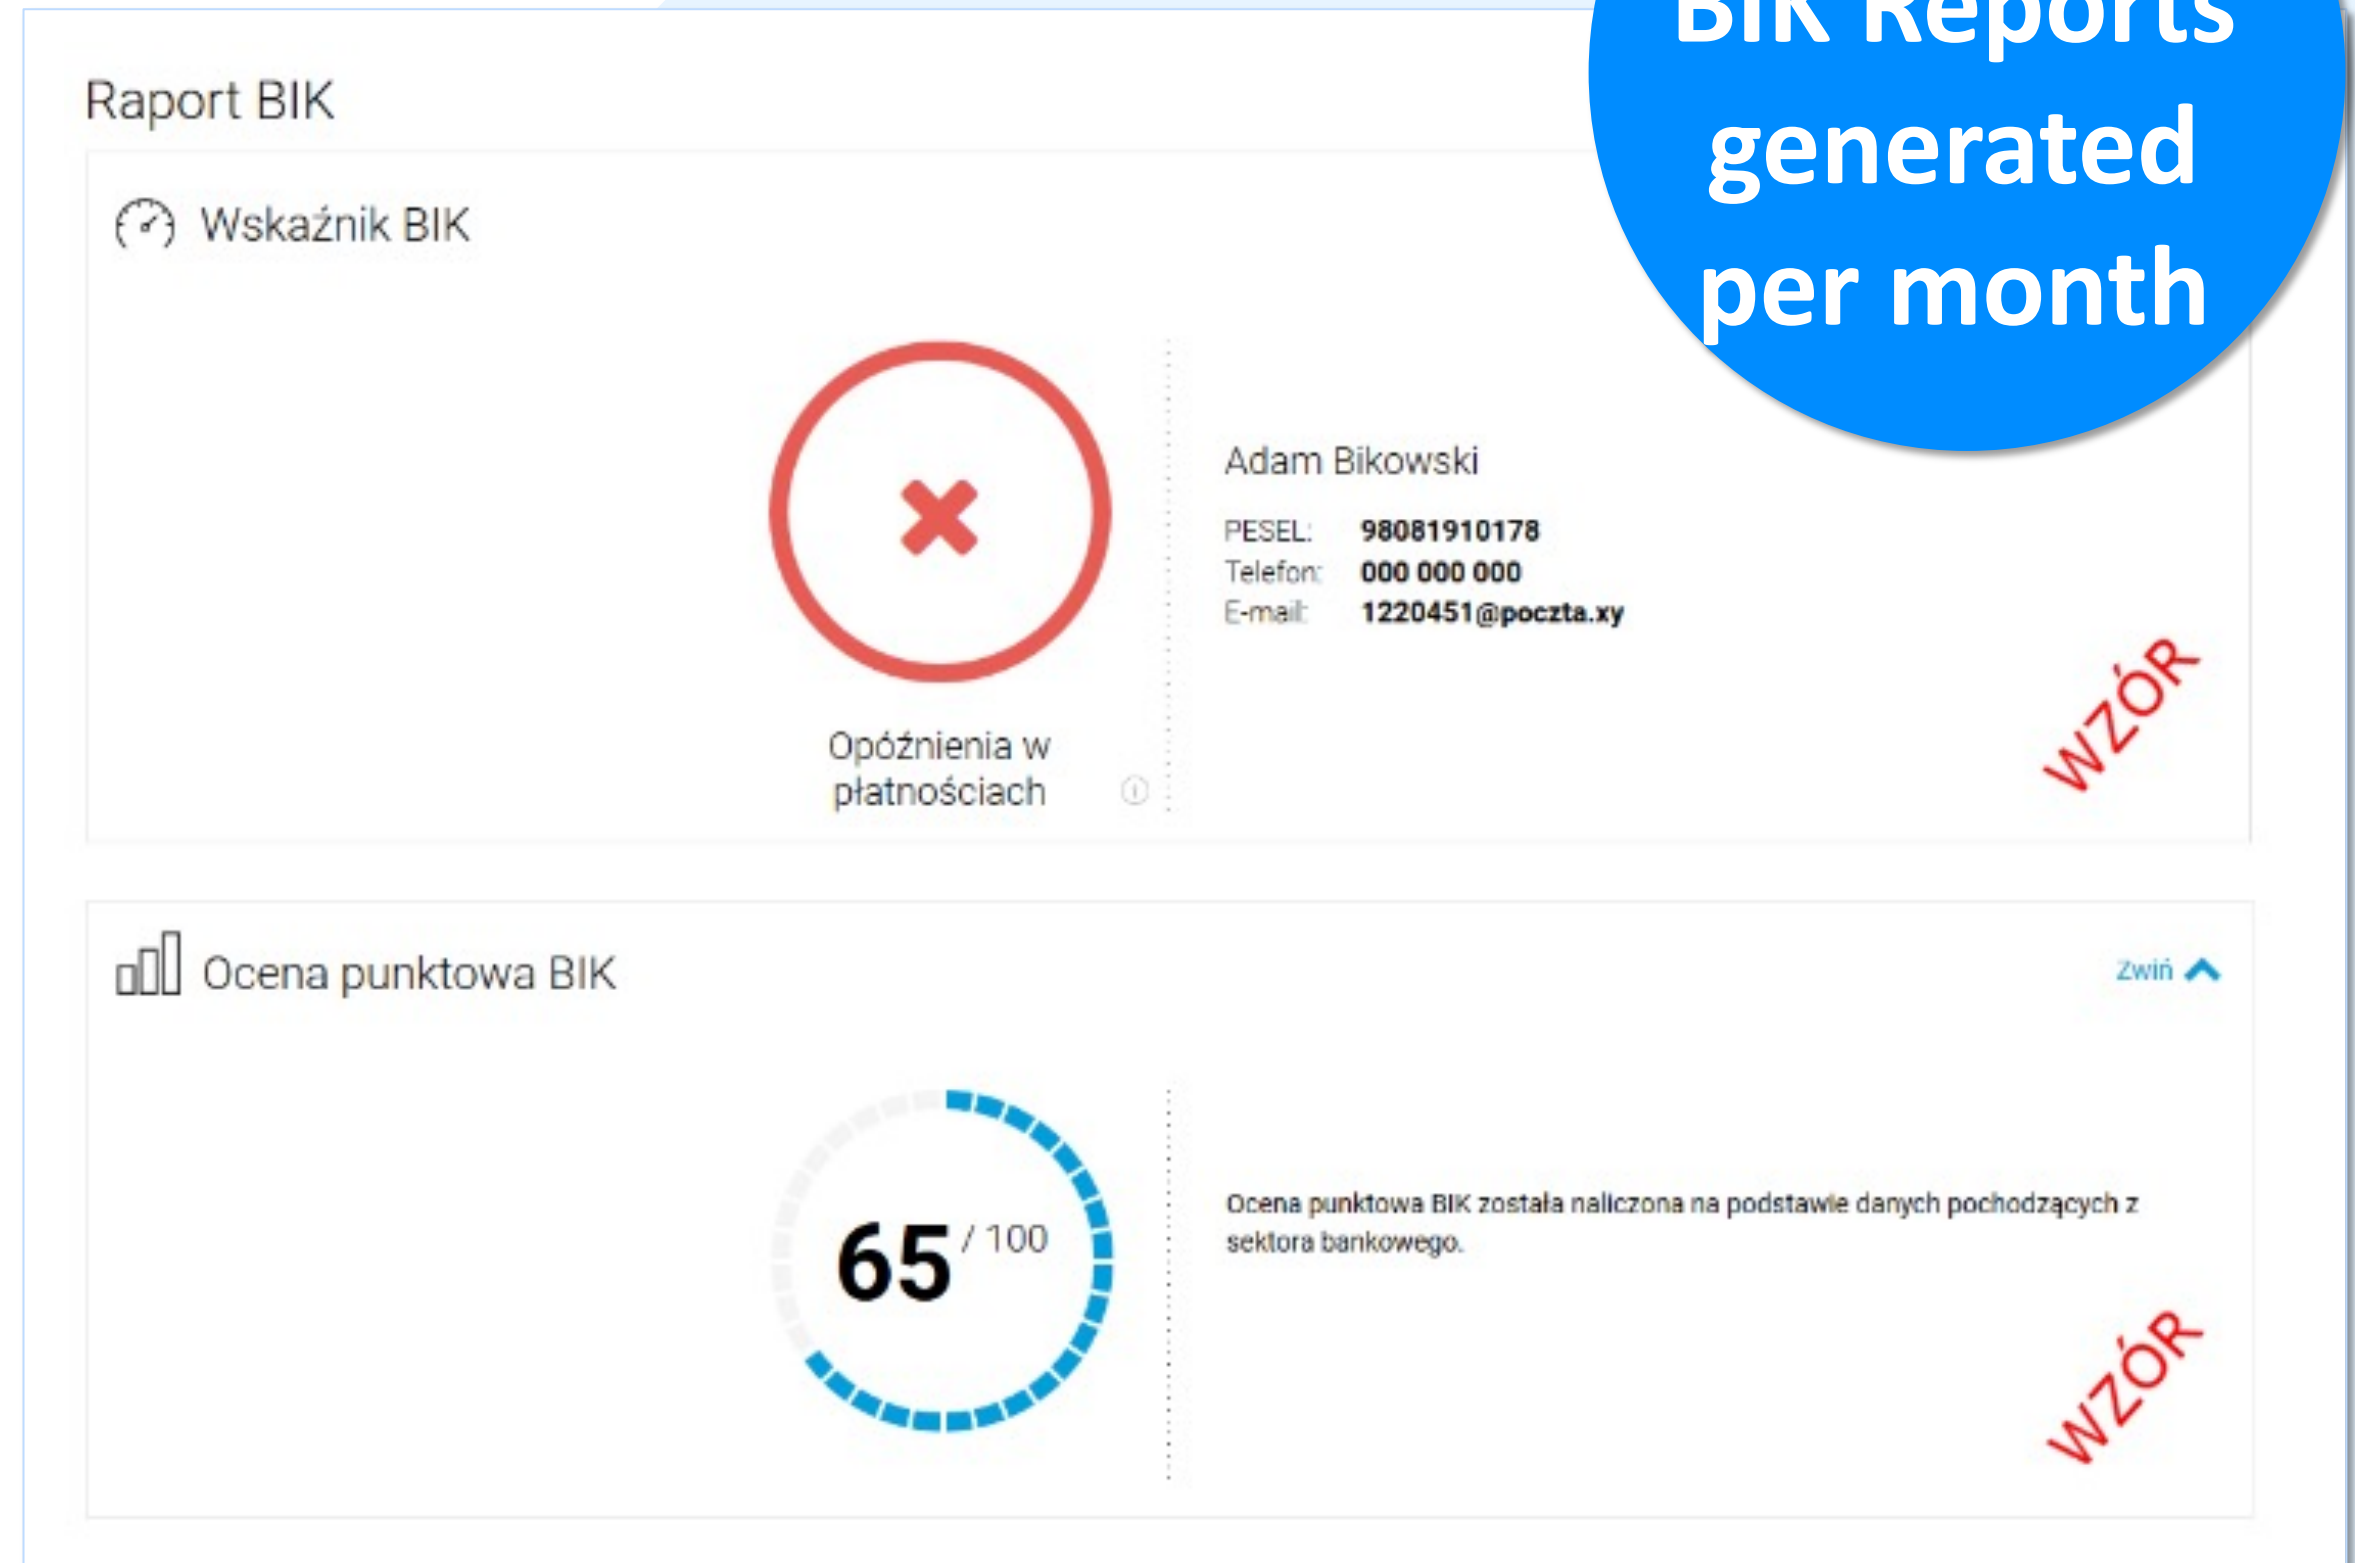 BIK Reports
generated
per month
Raport BIK
Wskaźnik BIK
Opóźnienia w
płatnościach
Adam Bikowski
PESEL: 98081910178
Telefon: 000 000 000
E-mail: 1220451@poczta.xy
WZÓR
Ocena punktowa BIK
Zwiń
65 / 100
Ocena punktowa BIK została naliczona na podstawie danych pochodzących z
sektora bankowego.
WZÓR